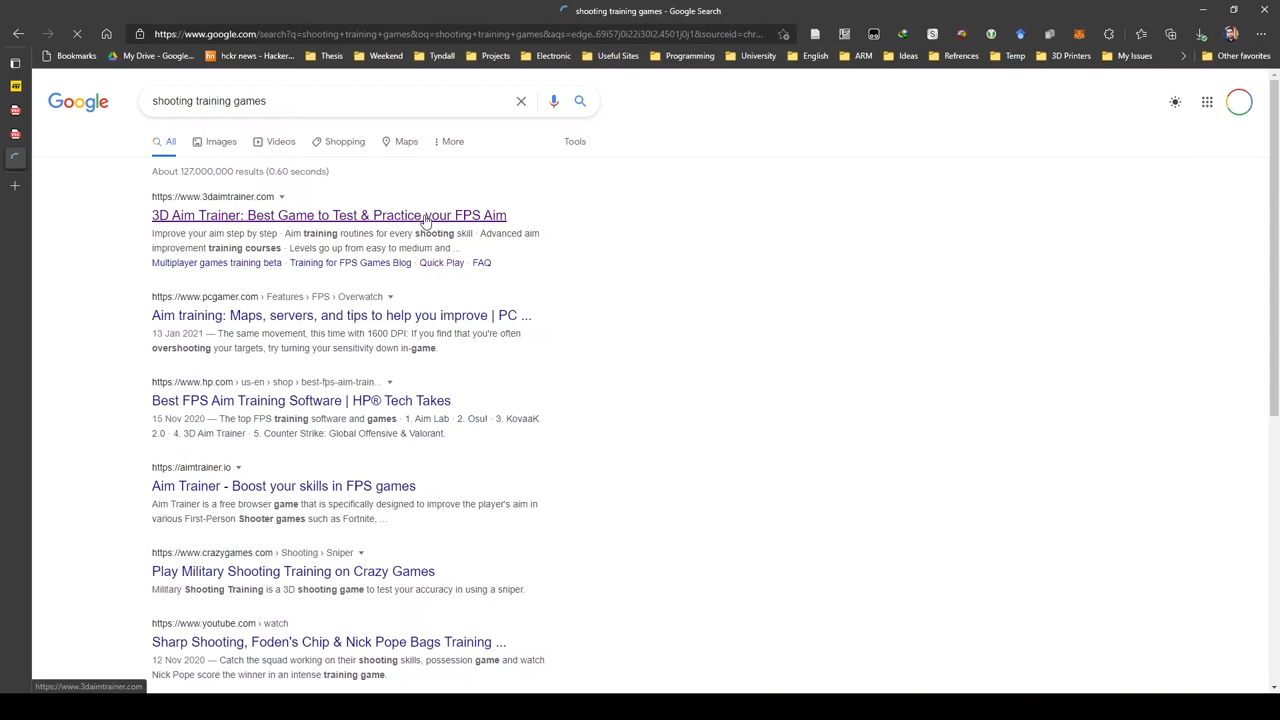 shooting training games - Google Search
https://www.google.com/search?q=shooting+training+games&oq=shooting+training+games&aqs=edge..69i57j0i22i30l2.4501j0j1&sourceid=chr...
Bookmarks My Drive - Google... hckr news - Hacker... Thesis Weekend Tyndall Shopping Projects Electronic Useful Sites Programming University English ARM Ideas Refrences Temp 3D Printers My Issues Other favorites
Google shooting training games
All Images Videos Shopping Maps More Tools
About 127,000,000 results (0.60 seconds)
https://www.3daimtrainer.com
3D Aim Trainer: Best Game to Test & Practice your FPS Aim
Improve your aim step by step · Aim training routines for every shooting skill · Advanced aim
improvement training courses · Levels go up from easy to medium and ...
Multiplayer games training beta · Training for FPS Games Blog · Quick Play · FAQ
https://www.pcgamer.com › Features › FPS › Overwatch
Aim training: Maps, servers, and tips to help you improve | PC ...
13 Jan 2021 — The same movement, this time with 1600 DPI: If you find that you're often
overshooting your targets, try turning your sensitivity down in-game.
https://www.hp.com › us-en › shop › best-fps-aim-train...
Best FPS Aim Training Software | HP® Tech Takes
15 Nov 2020 — The top FPS training software and games · 1. Aim Lab · 2. Osu! · 3. KovaaK
2.0 · 4. 3D Aim Trainer · 5. Counter Strike: Global Offensive & Valorant.
https://aimtrainer.io
Aim Trainer - Boost your skills in FPS games
Aim Trainer is a free browser game that is specifically designed to improve the player's aim in
various First-Person Shooter games such as Fortnite, ...
https://www.crazygames.com › Shooting › Sniper
Play Military Shooting Training on Crazy Games
Military Shooting Training is a 3D shooting game to test your accuracy in using a sniper.
https://www.youtube.com › watch
Sharp Shooting, Foden's Chip & Nick Pope Bags Training ...
12 Nov 2020 — Catch the squad working on their shooting skills, possession game and watch
Nick Pope score the winner in an intense training game.
https://www.3daimtrainer.com